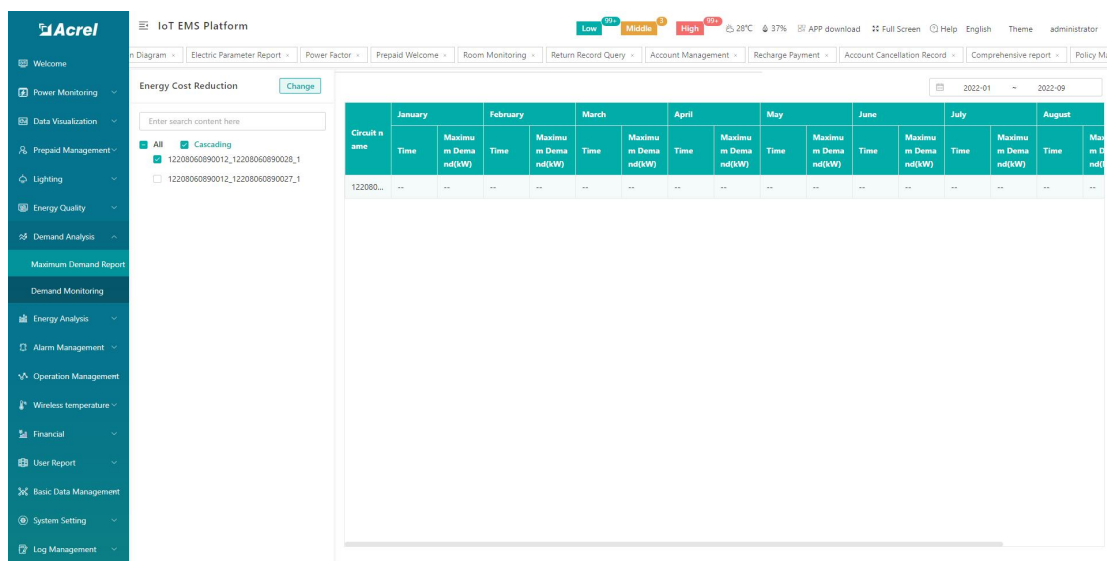 Acrel
IoT EMS Platform
Low 99+ Middle 3 High 99+ 28℃ 37% APP download Full Screen Help English Theme administrator
n Diagram × Electric Parameter Report × Power Factor × Prepaid Welcome × Room Monitoring × Return Record Query × Account Management × Recharge Payment × Account Cancellation Record × Comprehensive report × Policy Ma
Welcome
Power Monitoring
Data Visualization
Prepaid Management
Lighting
Energy Quality
Demand Analysis
Maximum Demand Report
Demand Monitoring
Energy Analysis
Alarm Management
Operation Management
Wireless temperature
Financial
User Report
Basic Data Management
System Setting
Log Management
Energy Cost Reduction Change
Enter search content here
All Cascading
12208060890012_12208060890028_1
12208060890012_12208060890027_1
2022-01 ~ 2022-09
January February March April May June July August
Circuit n
ame
Time Maximu
m Dema
nd(kW) Time Maximu
m Dema
nd(kW) Time Maximu
m Dema
nd(kW) Time Maximu
m Dema
nd(kW) Time Maximu
m Dema
nd(kW) Time Maximu
m Dema
nd(kW) Time Maximu
m Dema
nd(kW) Time Max
m D
nd(
122080... -- -- -- -- -- -- -- -- -- -- -- -- -- -- -- --